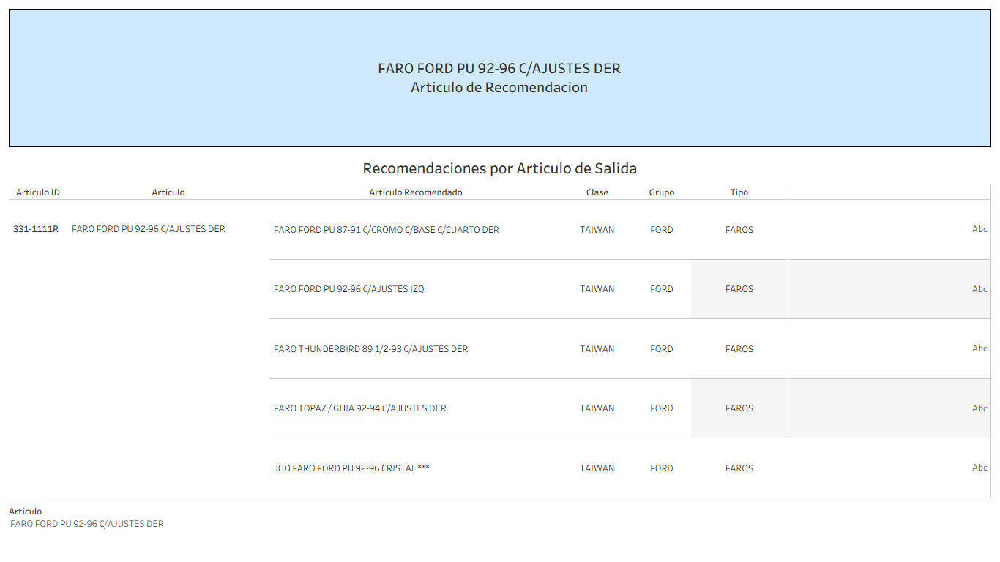 FARO FORD PU 92-96 C/AJUSTES DER
Articulo de Recomendacion
Recomendaciones por Articulo de Salida
Articulo ID Articulo Articulo Recomendado Clase Grupo Tipo
331-1111R FARO FORD PU 92-96 C/AJUSTES DER FARO FORD PU 87-91 C/CROMO C/BASE C/CUARTO DER TAIWAN FORD FAROS Abc
FARO FORD PU 92-96 C/AJUSTES IZQ TAIWAN FORD FAROS Abc
FARO THUNDERBIRD 89 1/2-93 C/AJUSTES DER TAIWAN FORD FAROS Abc
FARO TOPAZ / GHIA 92-94 C/AJUSTES DER TAIWAN FORD FAROS Abc
JGO FARO FORD PU 92-96 CRISTAL *** TAIWAN FORD FAROS Abc
Articulo
FARO FORD PU 92-96 C/AJUSTES DER